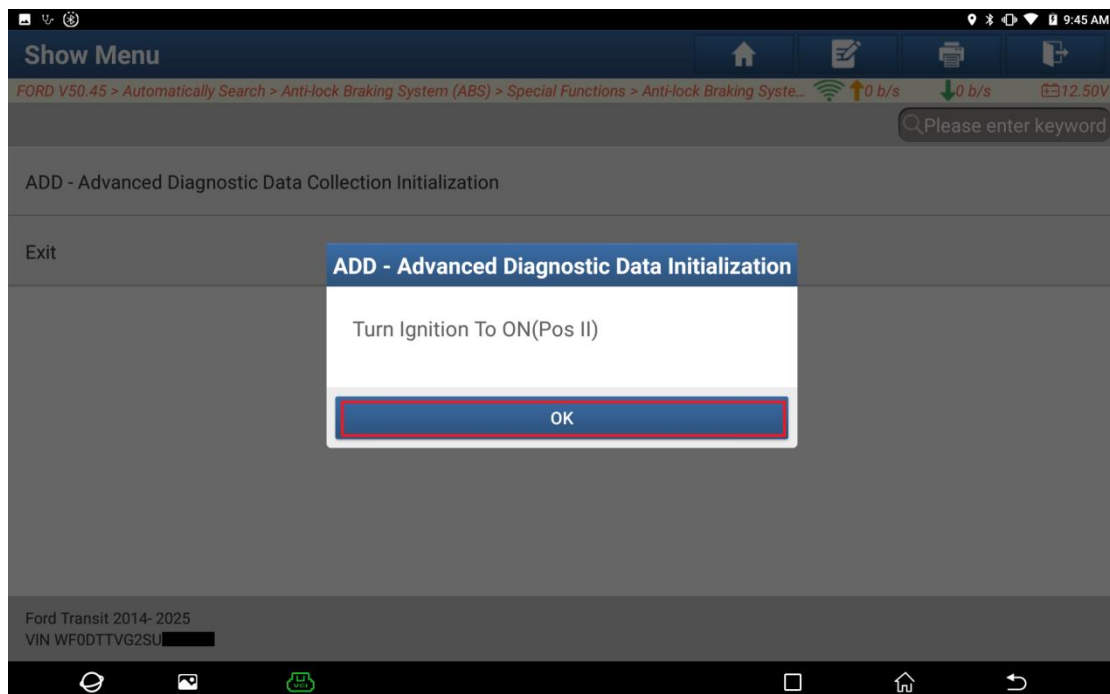 9:45 AM
Show Menu
FORD V50.45 > Automatically Search > Anti-lock Braking System (ABS) > Special Functions > Anti-lock Braking Syste... 0 b/s 0 b/s 12.50V
Please enter keyword
ADD - Advanced Diagnostic Data Collection Initialization
Exit
ADD - Advanced Diagnostic Data Initialization
Turn Ignition To ON(Pos II)
OK
Ford Transit 2014- 2025
VIN WF0DTTVG2SU
VCI